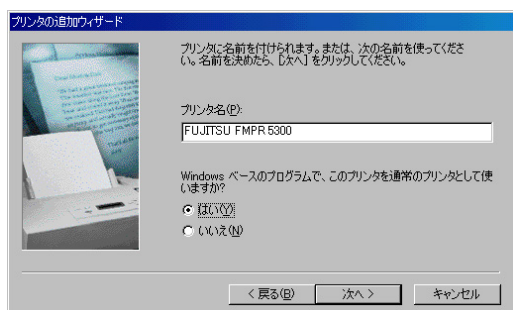 プリンタの追加ウィザード
プリンタに名前を付けられます。または、次の名前を使ってくださ
い。名前を決めたら、[次へ] をクリックしてください。
プリンタ名(P):
FUJITSU FMPR 5300
Windows ベースのプログラムで、このプリンタを通常のプリンタとして使
いますか?
はい(Y)
いいえ(N)
< 戻る(B)
次へ >
キャンセル